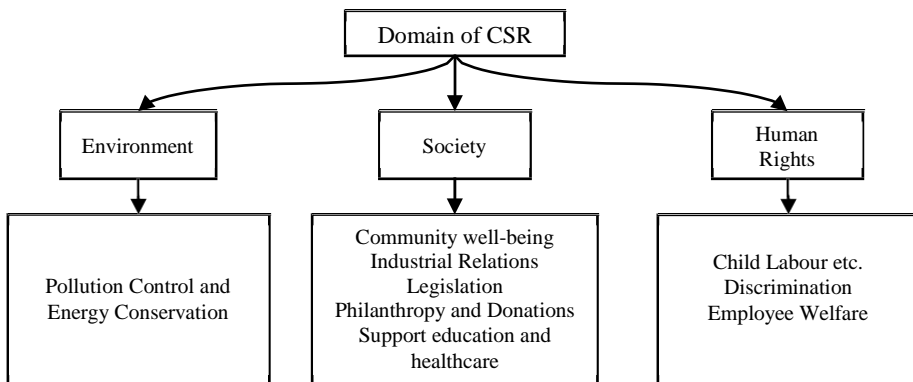 Domain of CSR
Environment
Society
Human
Rights
Pollution Control and
Energy Conservation
Community well-being
Industrial Relations
Legislation
Philanthropy and Donations
Support education and
healthcare
Child Labour etc.
Discrimination
Employee Welfare